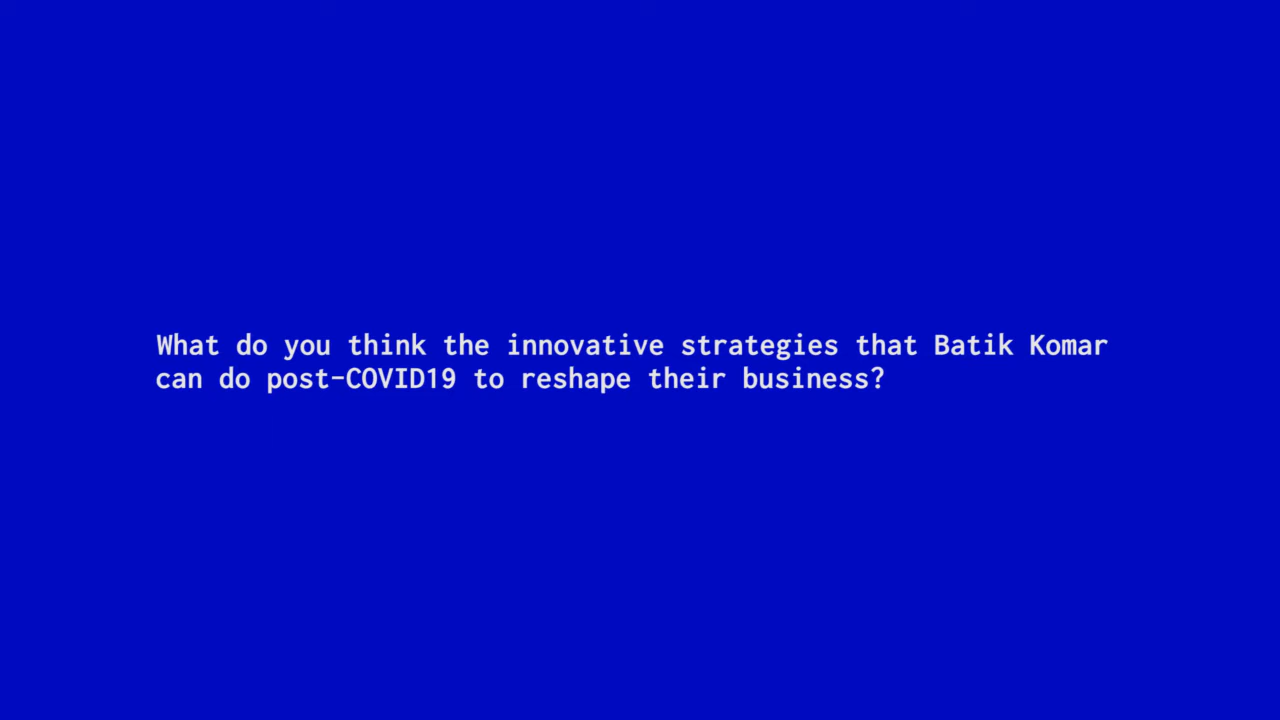 What do you think the innovative strategies that Batik Komar
can do post-COVID19 to reshape their business?